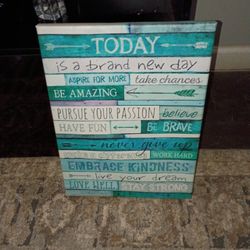 TODAY
is a brand new day
ASPIRE FOR MORE take chances
BE AMAZING
PURSUE YOUR PASSION believe
HAVE FUN BE BRAVE
never give up
WORK HARD
EMBRACE KINDNESS
live your dream
LOVE WELL STAY STRONG